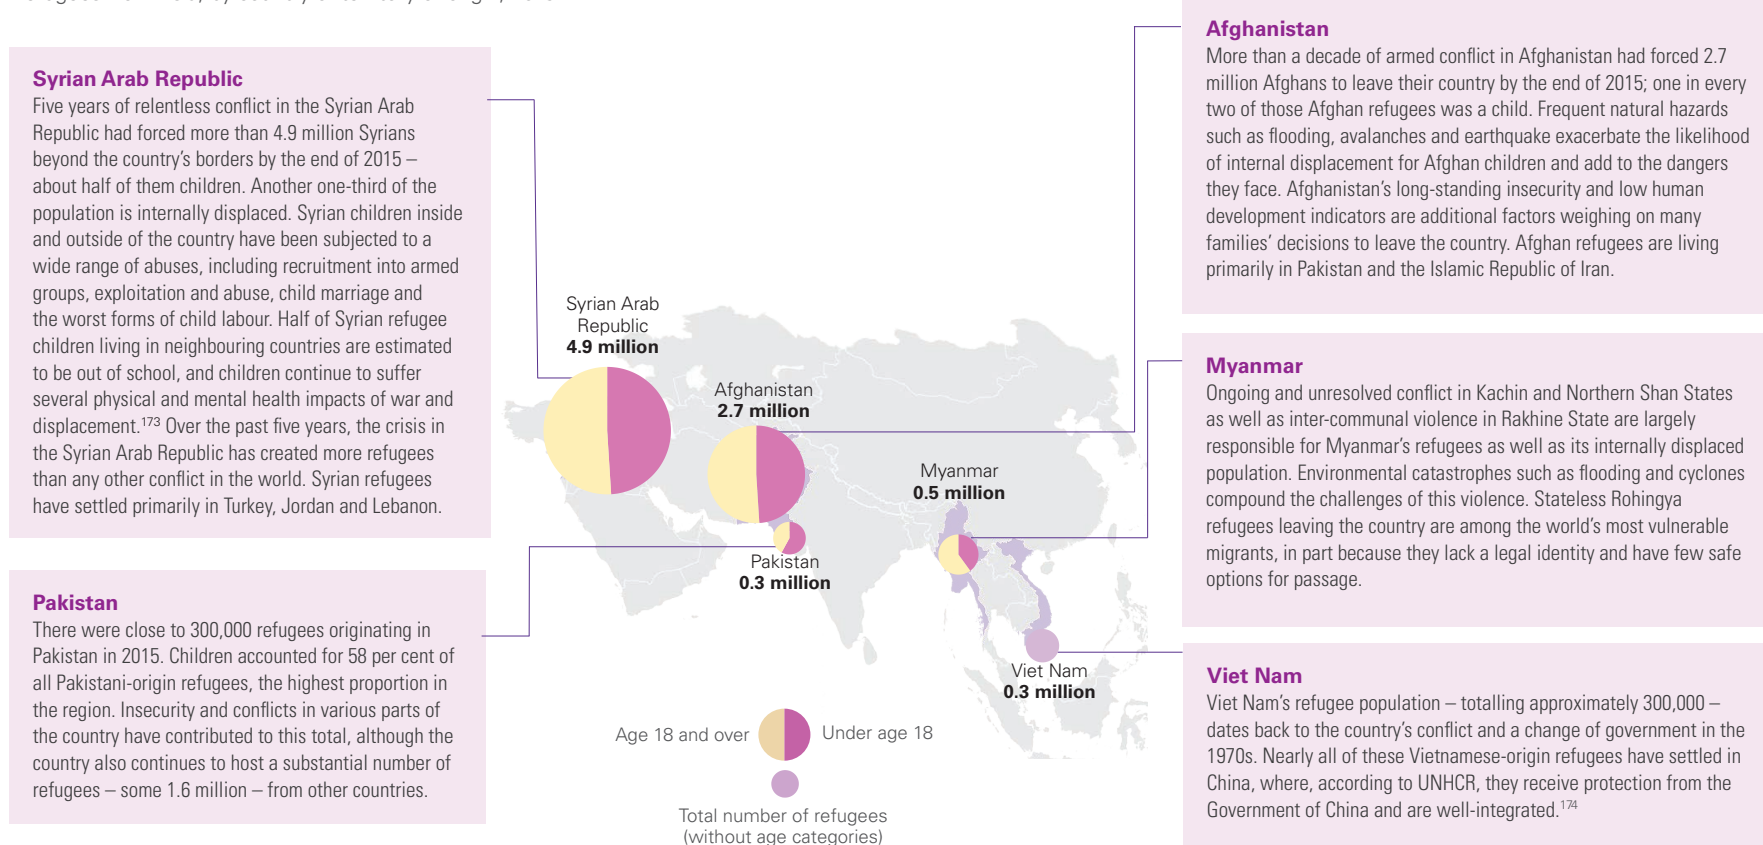 Syrian Arab Republic
Five years of relentless conflict in the Syrian Arab
Republic had forced more than 4.9 million Syrians
beyond the country’s borders by the end of 2015 –
about half of them children. Another one-third of the
population is internally displaced. Syrian children inside
and outside of the country have been subjected to a
wide range of abuses, including recruitment into armed
groups, exploitation and abuse, child marriage and
the worst forms of child labour. Half of Syrian refugee
children living in neighbouring countries are estimated
to be out of school, and children continue to suffer
several physical and mental health impacts of war and
displacement.173 Over the past five years, the crisis in
the Syrian Arab Republic has created more refugees
than any other conflict in the world. Syrian refugees
have settled primarily in Turkey, Jordan and Lebanon.
Pakistan
There were close to 300,000 refugees originating in
Pakistan in 2015. Children accounted for 58 per cent of
all Pakistani-origin refugees, the highest proportion in
the region. Insecurity and conflicts in various parts of
the country have contributed to this total, although the
country also continues to host a substantial number of
refugees – some 1.6 million – from other countries.
Syrian Arab
Republic
4.9 million
Afghanistan
2.7 million
Myanmar
0.5 million
Pakistan
0.3 million
Viet Nam
0.3 million
Age 18 and over
Under age 18
Total number of refugees
(without age categories)
Afghanistan
More than a decade of armed conflict in Afghanistan had forced 2.7
million Afghans to leave their country by the end of 2015; one in every
two of those Afghan refugees was a child. Frequent natural hazards
such as flooding, avalanches and earthquake exacerbate the likelihood
of internal displacement for Afghan children and add to the dangers
they face. Afghanistan’s long-standing insecurity and low human
development indicators are additional factors weighing on many
families’ decisions to leave the country. Afghan refugees are living
primarily in Pakistan and the Islamic Republic of Iran.
Myanmar
Ongoing and unresolved conflict in Kachin and Northern Shan States
as well as inter-communal violence in Rakhine State are largely
responsible for Myanmar’s refugees as well as its internally displaced
population. Environmental catastrophes such as flooding and cyclones
compound the challenges of this violence. Stateless Rohingya
refugees leaving the country are among the world’s most vulnerable
migrants, in part because they lack a legal identity and have few safe
options for passage.
Viet Nam
Viet Nam’s refugee population – totalling approximately 300,000 –
dates back to the country’s conflict and a change of government in the
1970s. Nearly all of these Vietnamese-origin refugees have settled in
China, where, according to UNHCR, they receive protection from the
Government of China and are well-integrated.174